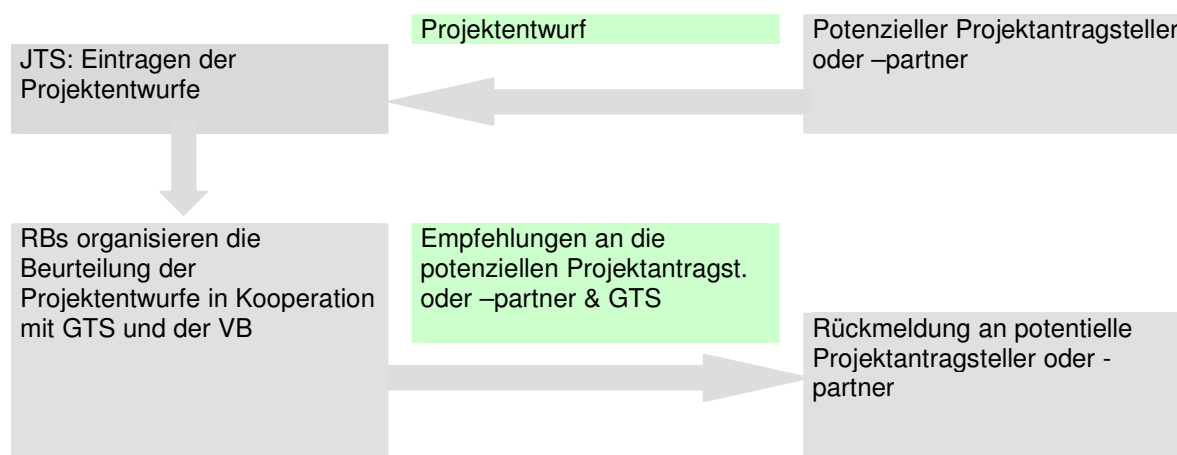 Projektentwurf
Potenzieller Projektantragsteller
oder –partner
JTS: Eintragen der
Projektentwurfe
RBs organisieren die
Beurteilung der
Projektentwurfe in Kooperation
mit GTS und der VB
Empfehlungen an die
potenziellen Projektantragst.
oder –partner & GTS
Rückmeldung an potentielle
Projektantragsteller oder -
partner